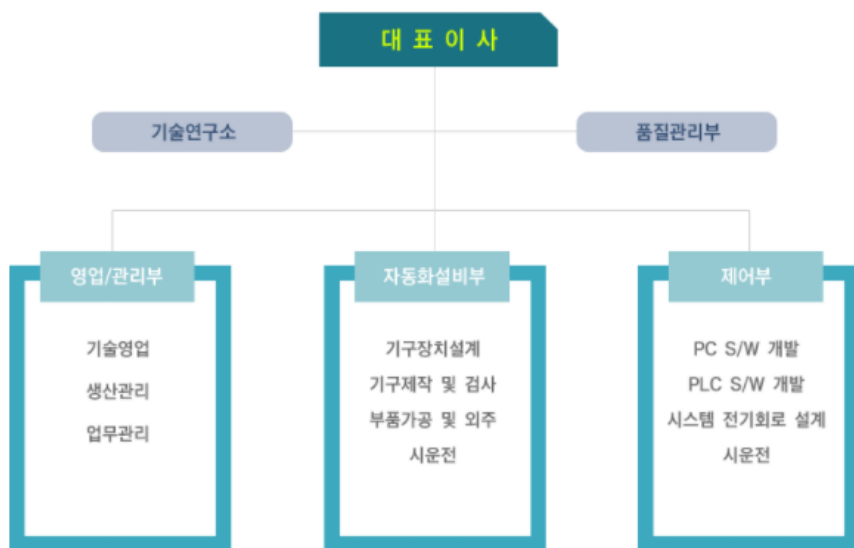 대 표 이 사
기술연구소
품질관리부
영업/관리부
기술영업
생산관리
업무관리
자동화설비부
기구장치설계
기구제작 및 검사
부품가공 및 외주
시운전
제어부
PC S/W 개발
PLC S/W 개발
시스템 전기회로 설계
시운전